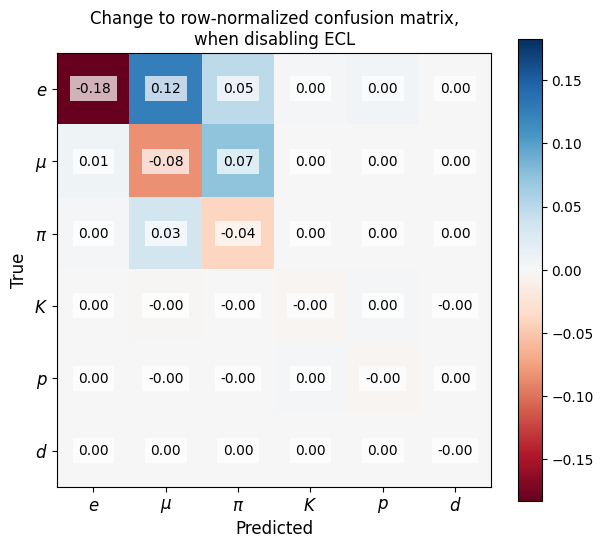 Change to row-normalized confusion matrix,
when disabling ECL
e -0.18 0.12 0.05 0.00 0.00 0.00
μ 0.01 -0.08 0.07 0.00 0.00 0.00
π 0.00 0.03 -0.04 0.00 0.00 0.00
K 0.00 -0.00 -0.00 -0.00 0.00 -0.00
p 0.00 -0.00 -0.00 0.00 -0.00 0.00
d 0.00 0.00 0.00 0.00 0.00 -0.00
e μ π K p d
Predicted
True
0.15
0.10
0.05
0.00
−0.05
−0.10
−0.15